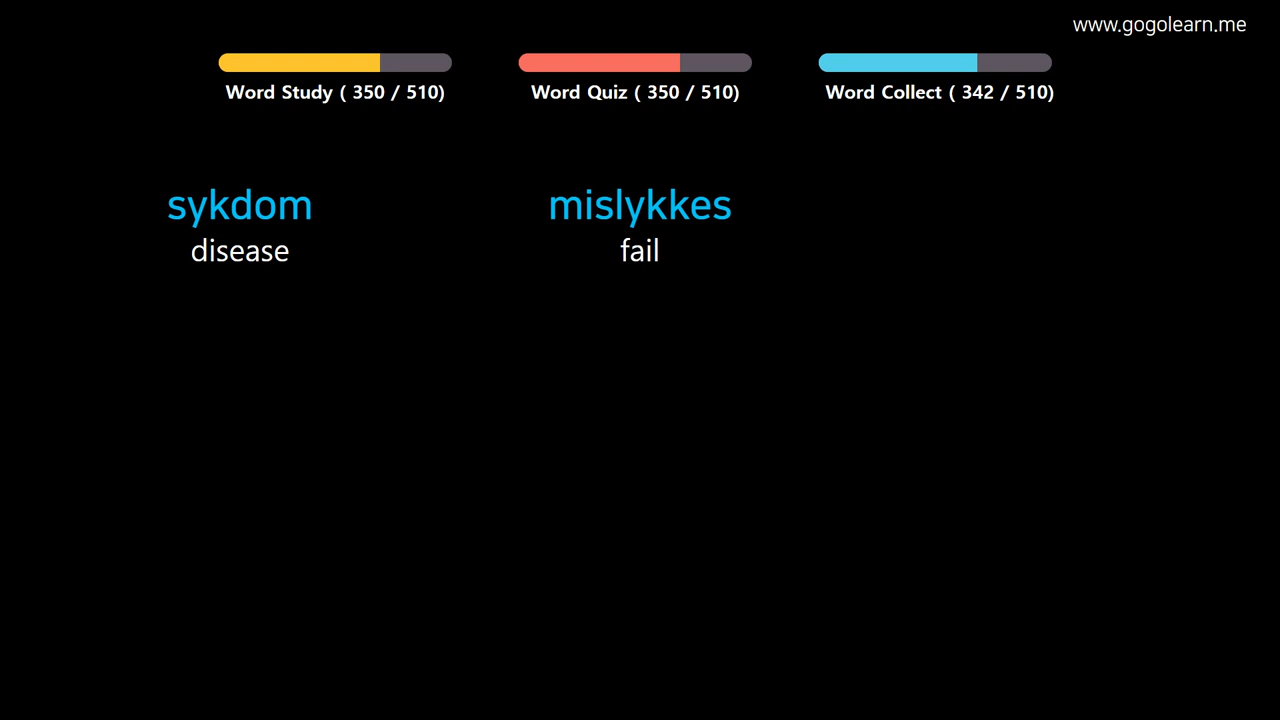 www.gogolearn.me
Word Study ( 350 / 510)
Word Quiz ( 350 / 510)
Word Collect ( 342 / 510)
sykdom
disease
mislykkes
fail